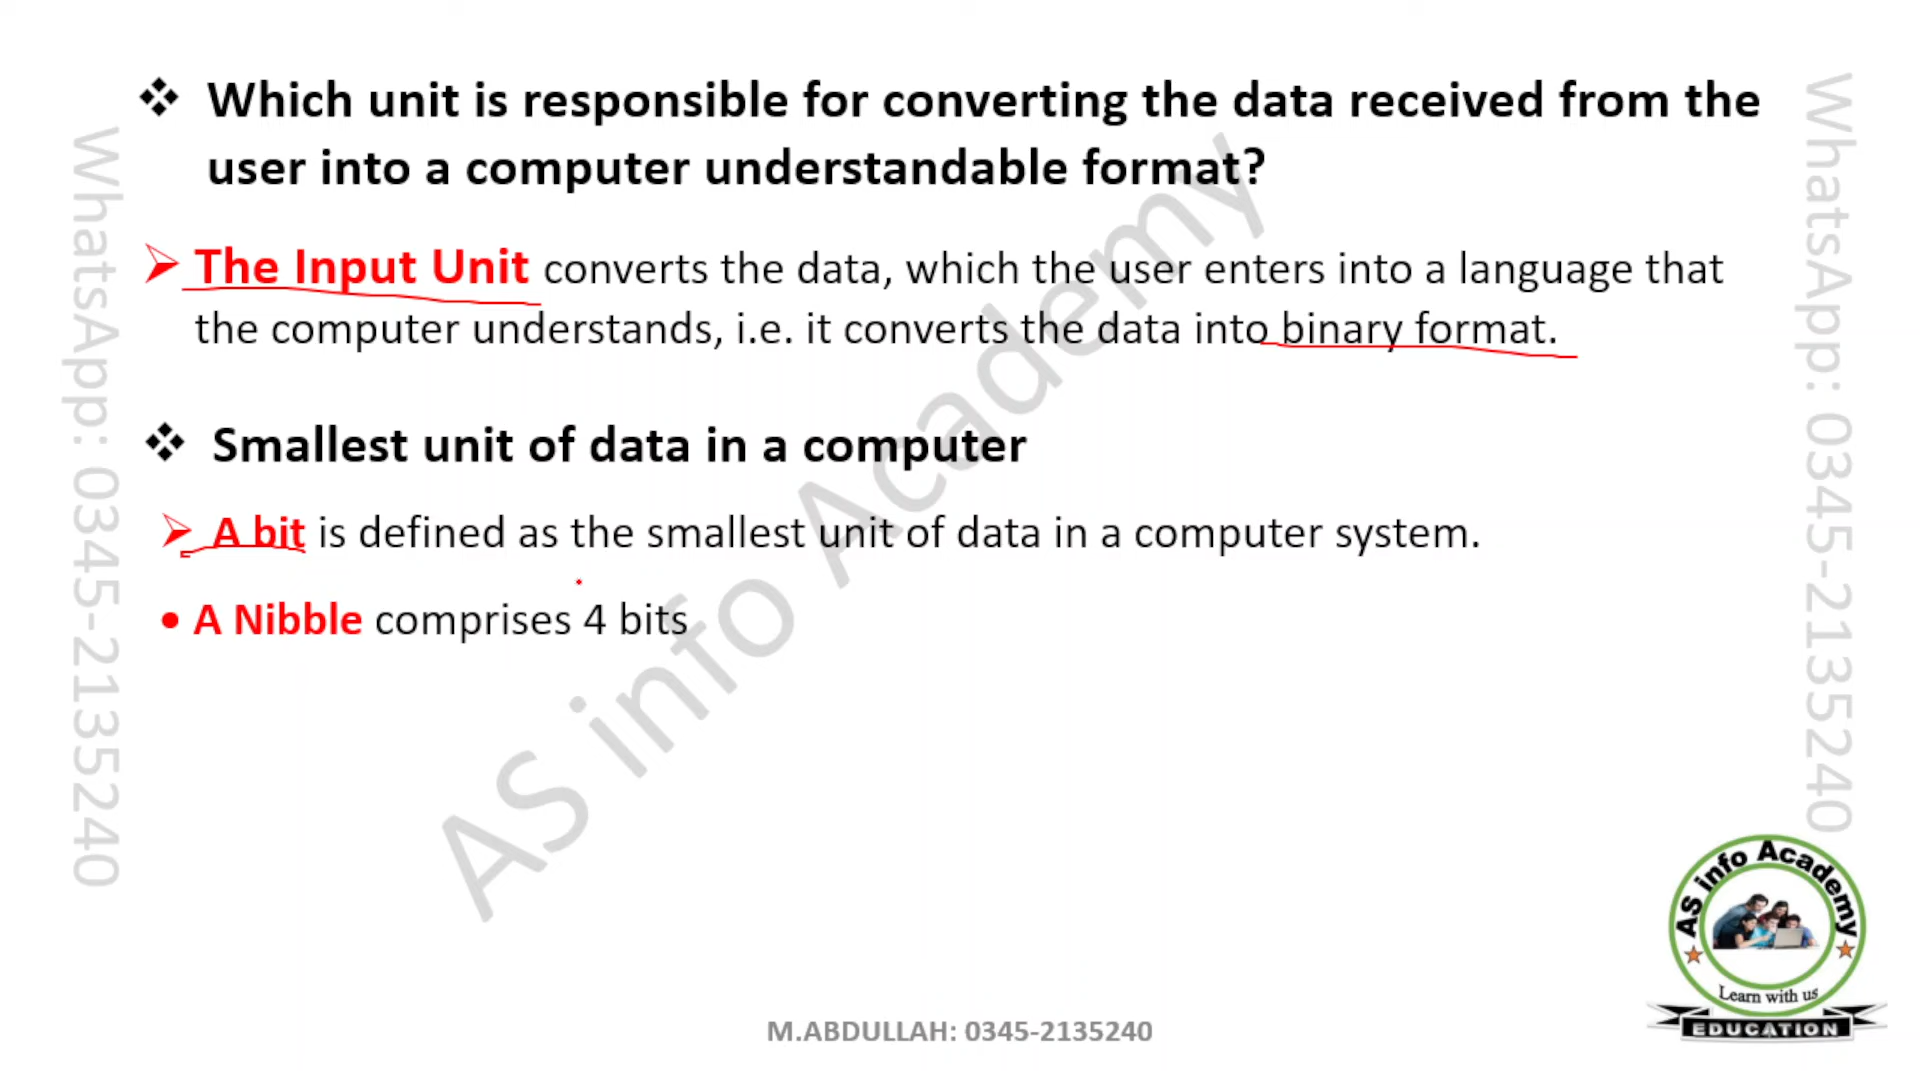 ❖ Which unit is responsible for converting the data received from the
user into a computer understandable format?
➢ The Input Unit converts the data, which the user enters into a language that
the computer understands, i.e. it converts the data into binary format.
❖ Smallest unit of data in a computer
➢ A bit is defined as the smallest unit of data in a computer system.
• A Nibble comprises 4 bits
WhatsApp: 0345-2135240
AS info Academy
WhatsApp: 0345-2135240
AS info Academy
Learn with us
EDUCATION
M.ABDULLAH: 0345-2135240